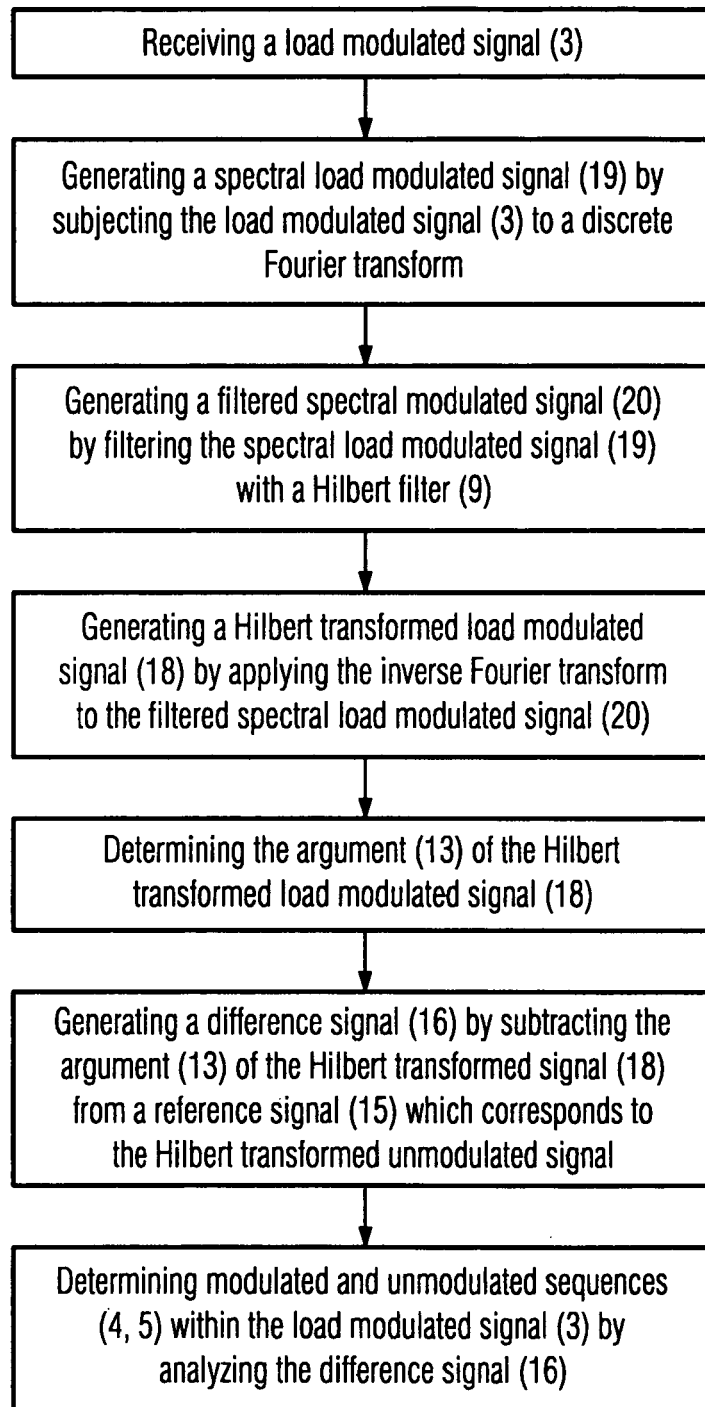 Receiving a load modulated signal (3)
Generating a spectral load modulated signal (19) by
subjecting the load modulated signal (3) to a discrete
Fourier transform
Generating a filtered spectral modulated signal (20)
by filtering the spectral load modulated signal (19)
with a Hilbert filter (9)
Generating a Hilbert transformed load modulated
signal (18) by applying the inverse Fourier transform
to the filtered spectral load modulated signal (20)
Determining the argument (13) of the Hilbert
transformed load modulated signal (18)
Generating a difference signal (16) by subtracting the
argument (13) of the Hilbert transformed signal (18)
from a reference signal (15) which corresponds to
the Hilbert transformed unmodulated signal
Determining modulated and unmodulated sequences
(4, 5) within the load modulated signal (3) by
analyzing the difference signal (16)